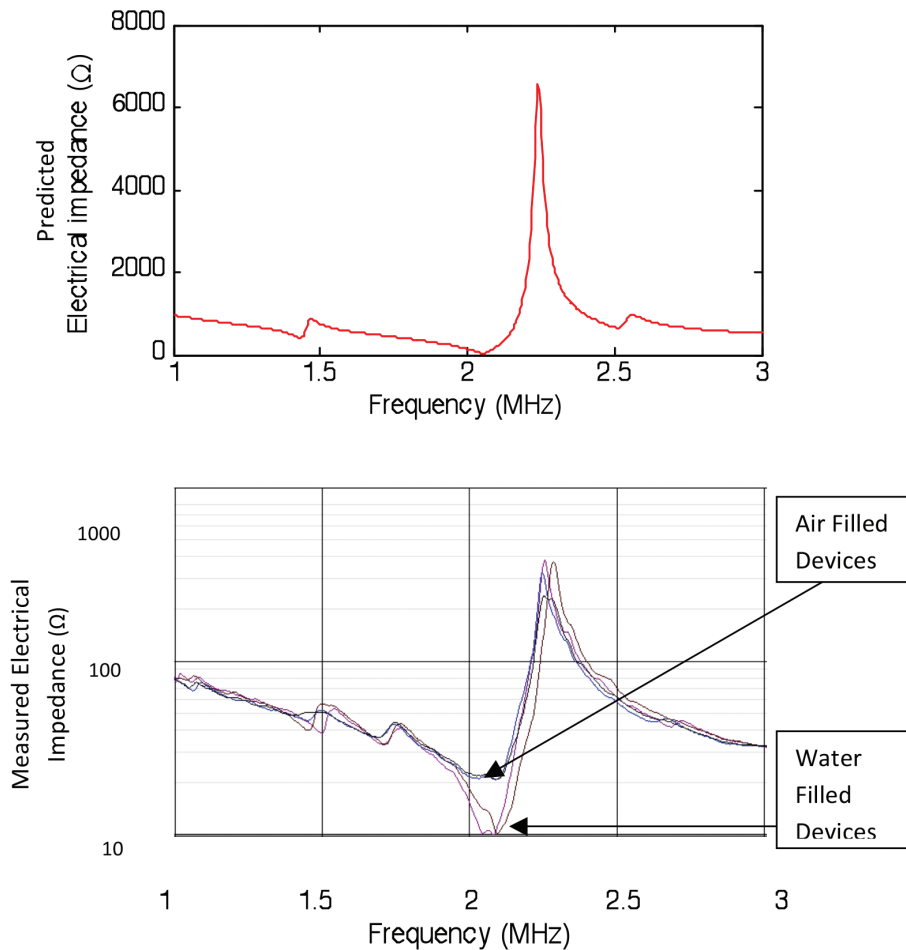 8000
6000
4000
2000
0
Predicted
Electrical impedance (Ω)
1
1.5
2
2.5
3
Frequency (MHz)
1000
100
10
Measured Electrical
Impedance (Ω)
Air Filled
Devices
Water
Filled
Devices
1
1.5
2
2.5
3
Frequency (MHz)